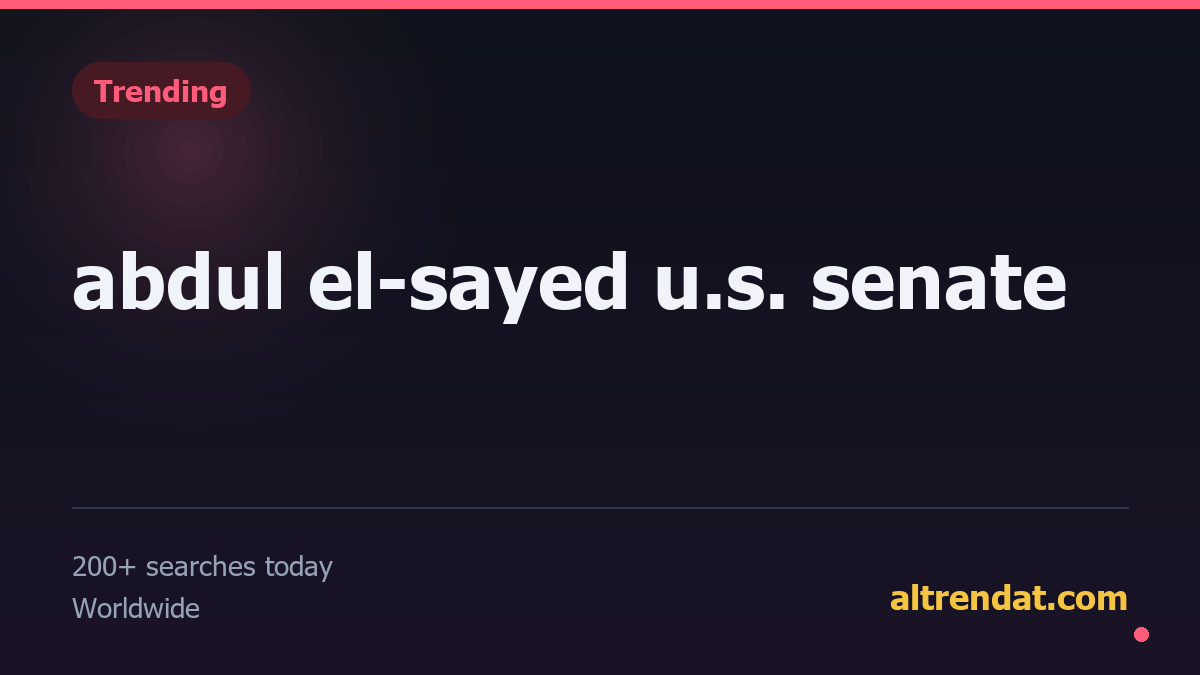 Trending
abdul el-sayed u.s. senate
200+ searches today
Worldwide
altrendat.com